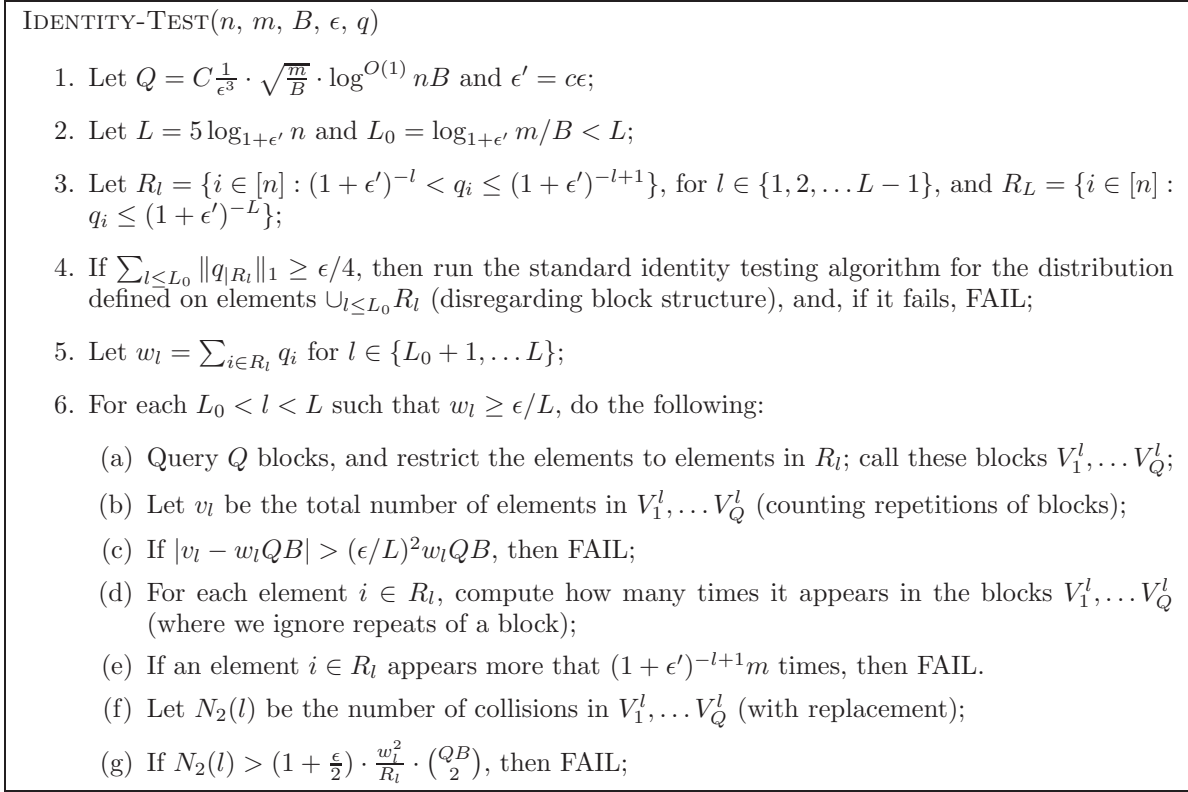 IDENTITY-TEST(n, m, B, ϵ, q)
1. Let Q = C 1/ϵ³ · √(m/B) · log^{O(1)} nB and ϵ′ = cϵ;
2. Let L = 5 log_{1+ϵ′} n and L₀ = log_{1+ϵ′} m/B < L;
3. Let R_l = {i ∈ [n] : (1 + ϵ′)^{−l} < q_i ≤ (1 + ϵ′)^{−l+1}}, for l ∈ {1, 2, . . . L − 1}, and R_L = {i ∈ [n] :
q_i ≤ (1 + ϵ′)^{−L}};
4. If ∑_{l≤L₀} ‖q_{|R_l}‖₁ ≥ ϵ/4, then run the standard identity testing algorithm for the distribution
defined on elements ∪_{l≤L₀} R_l (disregarding block structure), and, if it fails, FAIL;
5. Let w_l = ∑_{i∈R_l} q_i for l ∈ {L₀ + 1, . . . L};
6. For each L₀ < l < L such that w_l ≥ ϵ/L, do the following:
(a) Query Q blocks, and restrict the elements to elements in R_l; call these blocks V_1^l, . . . V_Q^l;
(b) Let v_l be the total number of elements in V_1^l, . . . V_Q^l (counting repetitions of blocks);
(c) If |v_l − w_lQB| > (ϵ/L)²w_lQB, then FAIL;
(d) For each element i ∈ R_l, compute how many times it appears in the blocks V_1^l, . . . V_Q^l
(where we ignore repeats of a block);
(e) If an element i ∈ R_l appears more that (1 + ϵ′)^{−l+1}m times, then FAIL.
(f) Let N₂(l) be the number of collisions in V_1^l, . . . V_Q^l (with replacement);
(g) If N₂(l) > (1 + ϵ/2) · w_l²/R_l · (QB choose 2), then FAIL;